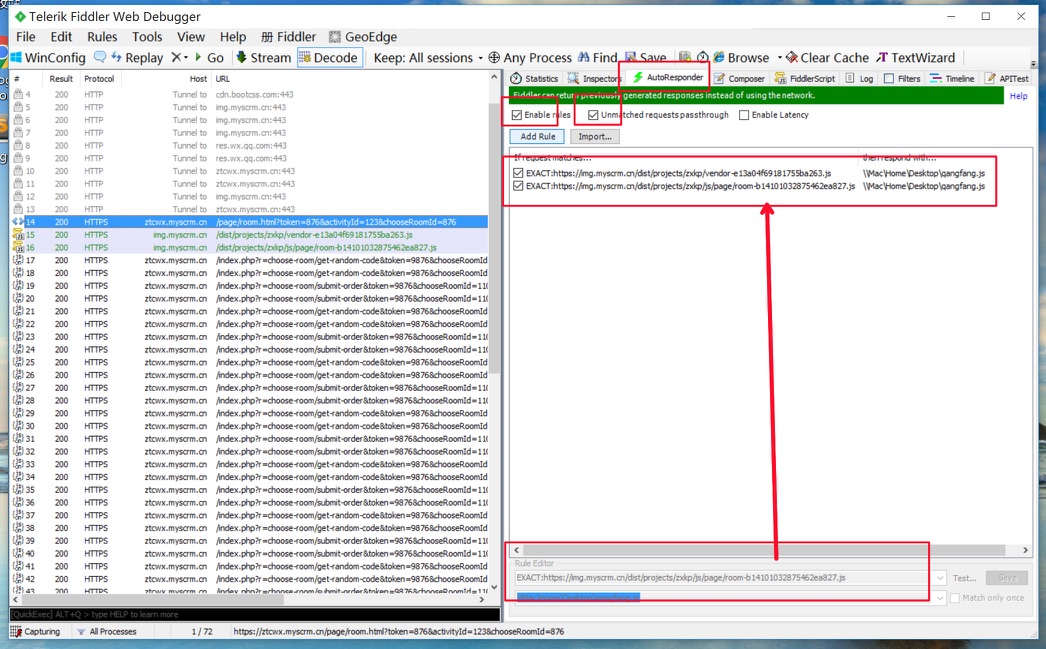 Telerik Fiddler Web Debugger
File Edit Rules Tools View Help Fiddler GeoEdge
WinConfig Replay Go Stream Decode Keep: All sessions Any Process Find Save Browse Clear Cache TextWizard
# Result Protocol Host URL
4 200 HTTP Tunnel to cdn.bootcss.com:443
5 200 HTTP Tunnel to img.myscrm.cn:443
6 200 HTTP Tunnel to img.myscrm.cn:443
7 200 HTTP Tunnel to img.myscrm.cn:443
8 200 HTTP Tunnel to res.wx.qq.com:443
9 200 HTTP Tunnel to res.wx.qq.com:443
10 200 HTTP Tunnel to ztcwx.myscrm.cn:443
11 200 HTTP Tunnel to ztcwx.myscrm.cn:443
12 200 HTTP Tunnel to img.myscrm.cn:443
13 200 HTTP Tunnel to ztcwx.myscrm.cn:443
14 200 HTTPS ztcwx.myscrm.cn /page/room.html?token=876&activityId=123&chooseRoomId=876
15 200 HTTPS img.myscrm.cn /dist/projects/zxkp/vendor-e13a04f69181755ba263.js
16 200 HTTPS img.myscrm.cn /dist/projects/zxkp/js/page/room-b14101032875462ea827.js
17 200 HTTPS ztcwx.myscrm.cn /index.php?r=choose-room/get-random-code&token=9876&chooseRoomId
18 200 HTTPS ztcwx.myscrm.cn /index.php?r=choose-room/get-random-code&token=9876&chooseRoomId
19 200 HTTPS ztcwx.myscrm.cn /index.php?r=choose-room/submit-order&token=9876&chooseRoomId=110
20 200 HTTPS ztcwx.myscrm.cn /index.php?r=choose-room/get-random-code&token=9876&chooseRoomId
21 200 HTTPS ztcwx.myscrm.cn /index.php?r=choose-room/get-random-code&token=9876&chooseRoomId
22 200 HTTPS ztcwx.myscrm.cn /index.php?r=choose-room/get-random-code&token=9876&chooseRoomId
23 200 HTTPS ztcwx.myscrm.cn /index.php?r=choose-room/submit-order&token=9876&chooseRoomId=110
24 200 HTTPS ztcwx.myscrm.cn /index.php?r=choose-room/submit-order&token=9876&chooseRoomId=110
25 200 HTTPS ztcwx.myscrm.cn /index.php?r=choose-room/get-random-code&token=9876&chooseRoomId
26 200 HTTPS ztcwx.myscrm.cn /index.php?r=choose-room/get-random-code&token=9876&chooseRoomId
27 200 HTTPS ztcwx.myscrm.cn /index.php?r=choose-room/submit-order&token=9876&chooseRoomId=110
28 200 HTTPS ztcwx.myscrm.cn /index.php?r=choose-room/submit-order&token=9876&chooseRoomId=110
29 200 HTTPS ztcwx.myscrm.cn /index.php?r=choose-room/get-random-code&token=9876&chooseRoomId
30 200 HTTPS ztcwx.myscrm.cn /index.php?r=choose-room/get-random-code&token=9876&chooseRoomId
31 200 HTTPS ztcwx.myscrm.cn /index.php?r=choose-room/submit-order&token=9876&chooseRoomId=110
32 200 HTTPS ztcwx.myscrm.cn /index.php?r=choose-room/submit-order&token=9876&chooseRoomId=110
33 200 HTTPS ztcwx.myscrm.cn /index.php?r=choose-room/get-random-code&token=9876&chooseRoomId
34 200 HTTPS ztcwx.myscrm.cn /index.php?r=choose-room/get-random-code&token=9876&chooseRoomId
35 200 HTTPS ztcwx.myscrm.cn /index.php?r=choose-room/submit-order&token=9876&chooseRoomId=110
36 200 HTTPS ztcwx.myscrm.cn /index.php?r=choose-room/submit-order&token=9876&chooseRoomId=110
37 200 HTTPS ztcwx.myscrm.cn /index.php?r=choose-room/get-random-code&token=9876&chooseRoomId
38 200 HTTPS ztcwx.myscrm.cn /index.php?r=choose-room/get-random-code&token=9876&chooseRoomId
39 200 HTTPS ztcwx.myscrm.cn /index.php?r=choose-room/submit-order&token=9876&chooseRoomId=110
40 200 HTTPS ztcwx.myscrm.cn /index.php?r=choose-room/submit-order&token=9876&chooseRoomId=110
41 200 HTTPS ztcwx.myscrm.cn /index.php?r=choose-room/get-random-code&token=9876&chooseRoomId
42 200 HTTPS ztcwx.myscrm.cn /index.php?r=choose-room/get-random-code&token=9876&chooseRoomId
43 200 HTTPS ztcwx.myscrm.cn /index.php?r=choose-room/submit-order&token=9876&chooseRoomId=110
[QuickExec] ALT+Q > type HELP to learn more
Capturing All Processes 1 / 72 https://ztcwx.myscrm.cn/page/room.html?token=876&activityId=123&chooseRoomId=876
Statistics Inspectors AutoResponder Composer FiddlerScript Log Filters Timeline APITest
Fiddler can return previously generated responses instead of using the network. Help
Enable rules Unmatched requests passthrough Enable Latency
Add Rule Import...
If request matches... then respond with...
EXACT:https://img.myscrm.cn/dist/projects/zxkp/vendor-e13a04f69181755ba263.js \\Mac\Home\Desktop\qangfang.js
EXACT:https://img.myscrm.cn/dist/projects/zxkp/js/page/room-b14101032875462ea827.js \\Mac\Home\Desktop\qangfang.js
Rule Editor
EXACT:https://img.myscrm.cn/dist/projects/zxkp/js/page/room-b14101032875462ea827.js Test... Save
Match only once